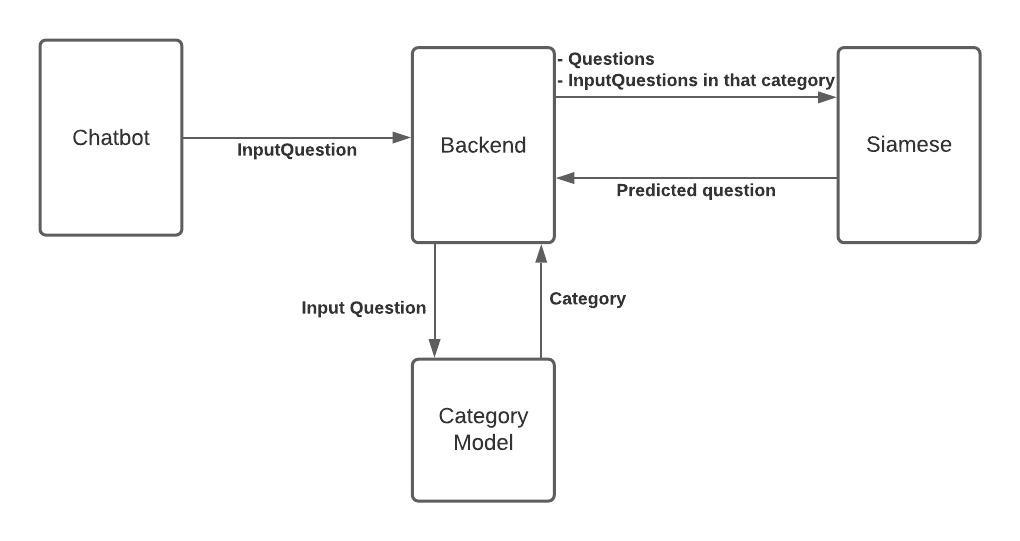 Chatbot
InputQuestion
Backend
- Questions
- InputQuestions in that category
Siamese
Predicted question
Input Question
Category
Category
Model